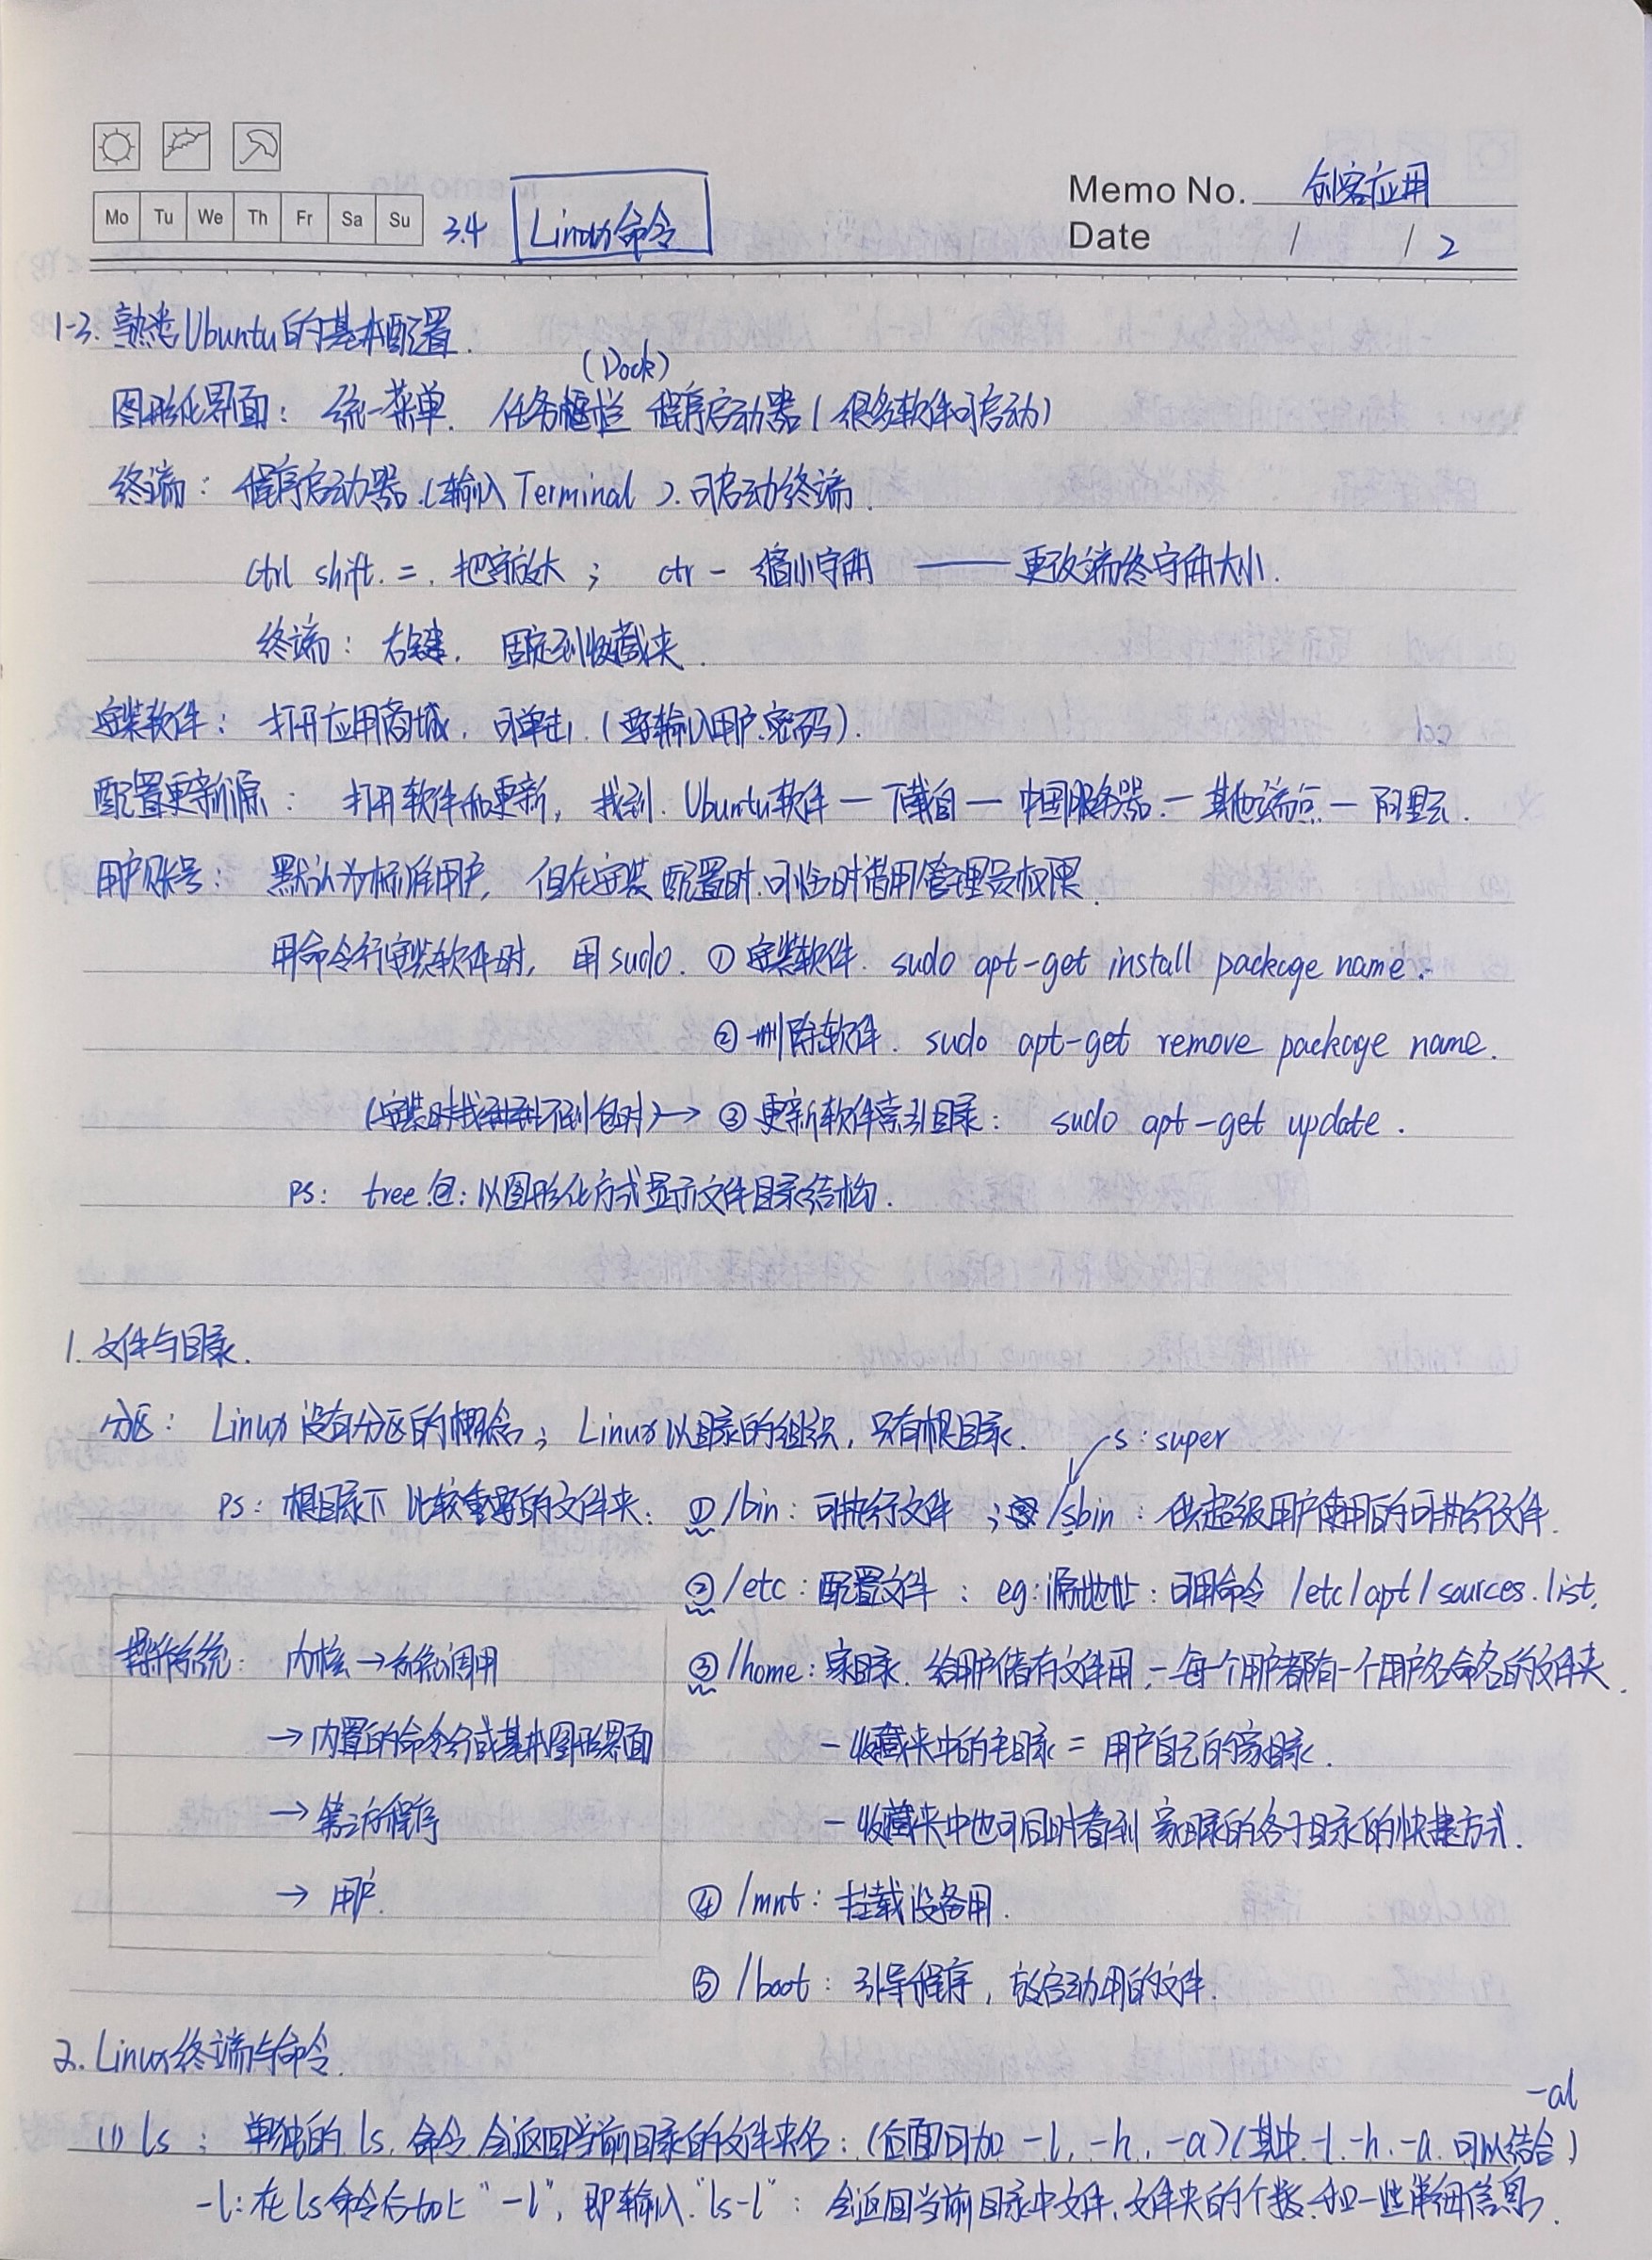 Mo Tu We Th Fr Sa Su
3.4 Linux命令
Memo No. 创客应用
Date / / 2
1-3. 熟悉Ubuntu的基本配置.
(Dock)
图形化界面: 统一菜单. 任务栏 程序启动器(很多软件可启动)
终端: 程序启动器.(输入Terminal). 可启动终端.
ctrl shift. =. 把字放大; ctr - 缩小字体 —— 更改端终字体大小.
终端: 右键. 固定到收藏夹.
安装软件: 打开应用商城, 可单击. (要输入用户.密码).
配置更新源: 打开软件和更新, 找到. Ubuntu软件 — 下载自 — 中国服务器 — 其他站点 — 阿里云.
用户账号: 默认为标准用户, 但在安装 配置时.可临时借用管理员权限.
用命令行安装软件时, 用sudo. ① 安装软件. sudo apt-get install package name.
② 删除软件. sudo apt-get remove package name.
(安装时找不到包时)→ ③ 更新软件索引目录: sudo apt-get update.
ps: tree包: 以图形化方式显示文件目录结构.
1. 文件与目录.
分区: Linux 没有分区的概念; Linux 以目录的组织, 只有根目录.
s: super
ps: 根目录下 比较重要的文件夹: ① /bin: 可执行文件 ; /sbin: 供超级用户使用的可执行文件.
② /etc: 配置文件 ; eg: 源地址: 可用命令 /etc/apt/sources.list.
操作系统: 内核 → 系统调用
→ 内置的命令行或基本图形界面
→ 第三方程序
→ 用户.
③ /home: 家目录. 给用户储存文件用. - 每一个用户都有一个用户名命名的文件夹.
- 收藏夹中的主目录 = 用户自己的家目录.
- 收藏夹中也可同时看到 家目录的各子目录的快捷方式.
④ /mnt: 挂载设备用.
⑤ /boot: 引导程序, 放启动用的文件.
2. Linux终端与命令.
-al
(1) ls: 单独的 ls. 命令 会返回当前目录的文件夹名: (后面可加 -l, -h, -a)(其中 -l. -h. -a. 可以结合)
-l: 在ls命令后加上 "-l", 即输入 "ls-l": 会返回当前目录中文件、文件夹的个数.和一些详细信息.